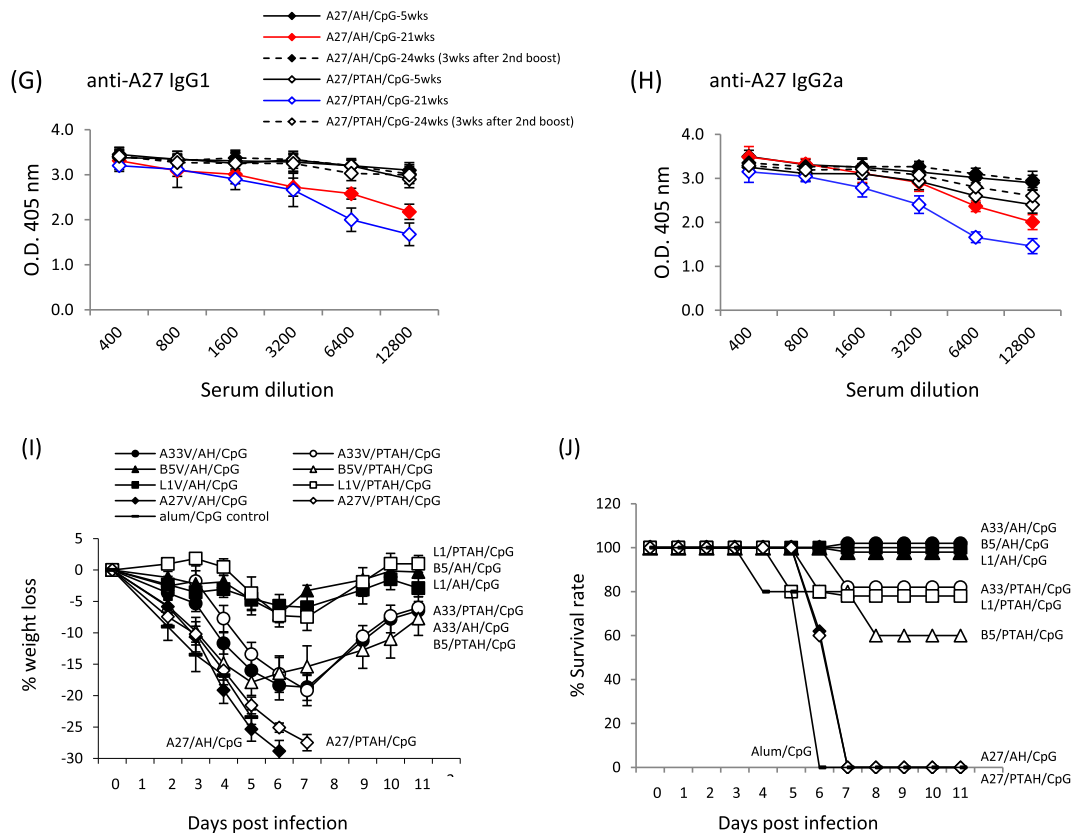 A27/AH/CpG-5wks
A27/AH/CpG-21wks
A27/AH/CpG-24wks (3wks after 2nd boost)
A27/PTAH/CpG-5wks
A27/PTAH/CpG-21wks
A27/PTAH/CpG-24wks (3wks after 2nd boost)
(G) anti-A27 IgG1
O.D. 405 nm
4.0
3.0
2.0
1.0
0.0
400 800 1600 3200 6400 12800
Serum dilution
(H) anti-A27 IgG2a
O.D. 405 nm
4.0
3.0
2.0
1.0
0.0
400 800 1600 3200 6400 12800
Serum dilution
(I)
A33V/AH/CpG A33V/PTAH/CpG
B5V/AH/CpG B5V/PTAH/CpG
L1V/AH/CpG L1V/PTAH/CpG
A27V/AH/CpG A27V/PTAH/CpG
alum/CpG control
% weight loss
5
0
-5
-10
-15
-20
-25
-30
L1/PTAH/CpG
B5/AH/CpG
L1/AH/CpG
A33/PTAH/CpG
A33/AH/CpG
B5/PTAH/CpG
A27/AH/CpG A27/PTAH/CpG
0 1 2 3 4 5 6 7 9 10 11
Days post infection
(J)
% Survival rate
120
100
80
60
40
20
0
A33/AH/CpG
B5/AH/CpG
L1/AH/CpG
A33/PTAH/CpG
L1/PTAH/CpG
B5/PTAH/CpG
Alum/CpG
A27/AH/CpG
A27/PTAH/CpG
0 1 2 3 4 5 6 7 8 9 10 11
Days post infection